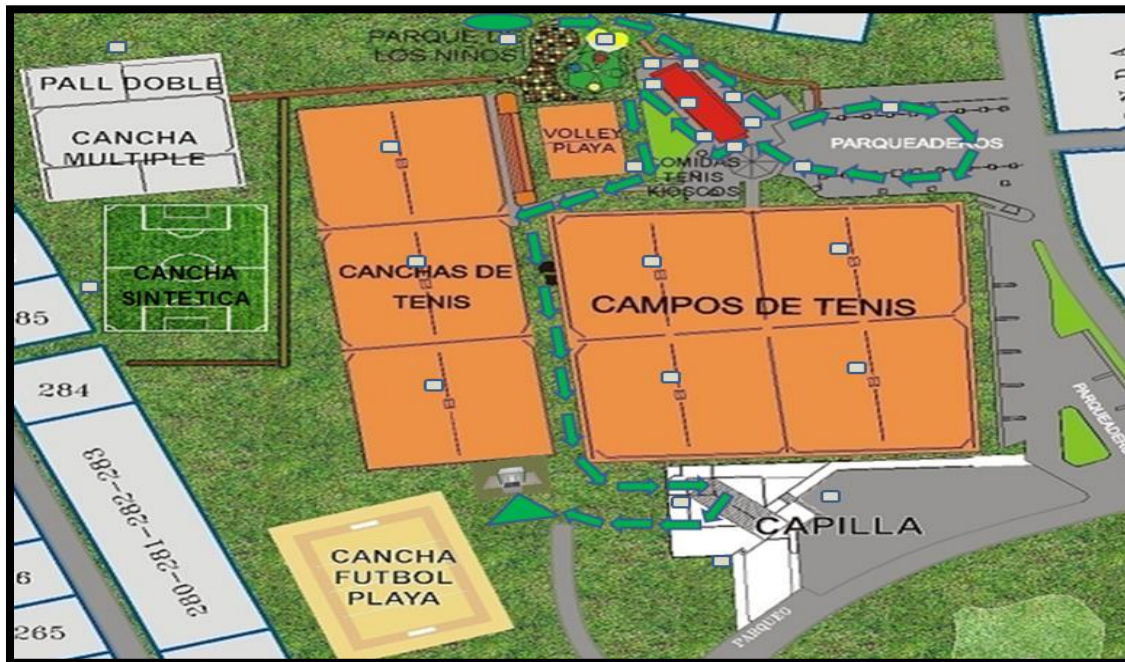 PARQUE DE
LOS NIÑOS
PALL DOBLE
CANCHA
MULTIPLE
VOLLEY
PLAYA
COMIDAS
TENIS
KIOSCOS
PARQUEADEROS
CANCHA
SINTETICA
CANCHAS DE
TENIS
CAMPOS DE TENIS
85
284
280-281-282-283
6
265
CANCHA
FUTBOL
PLAYA
CAPILLA
PARQUEO
PARQUEADERO